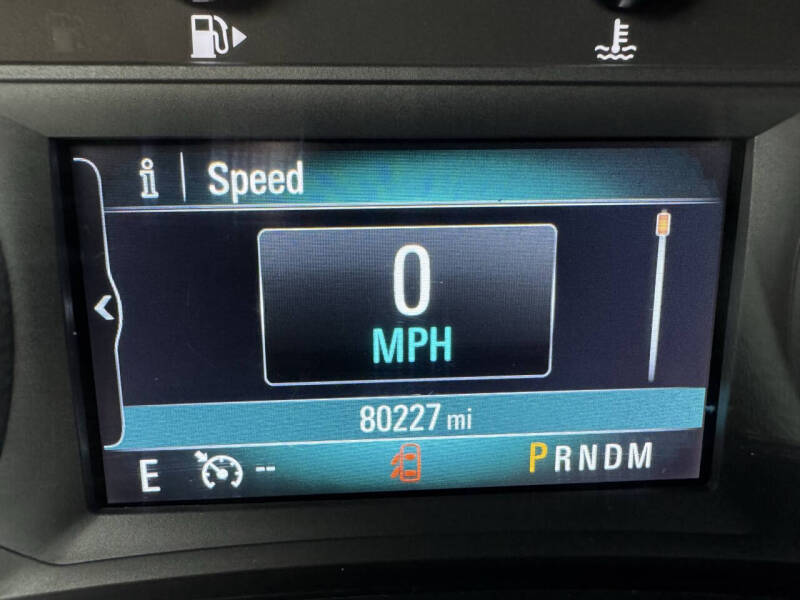 i | Speed
0
MPH
80227 mi
E -- PRNDM